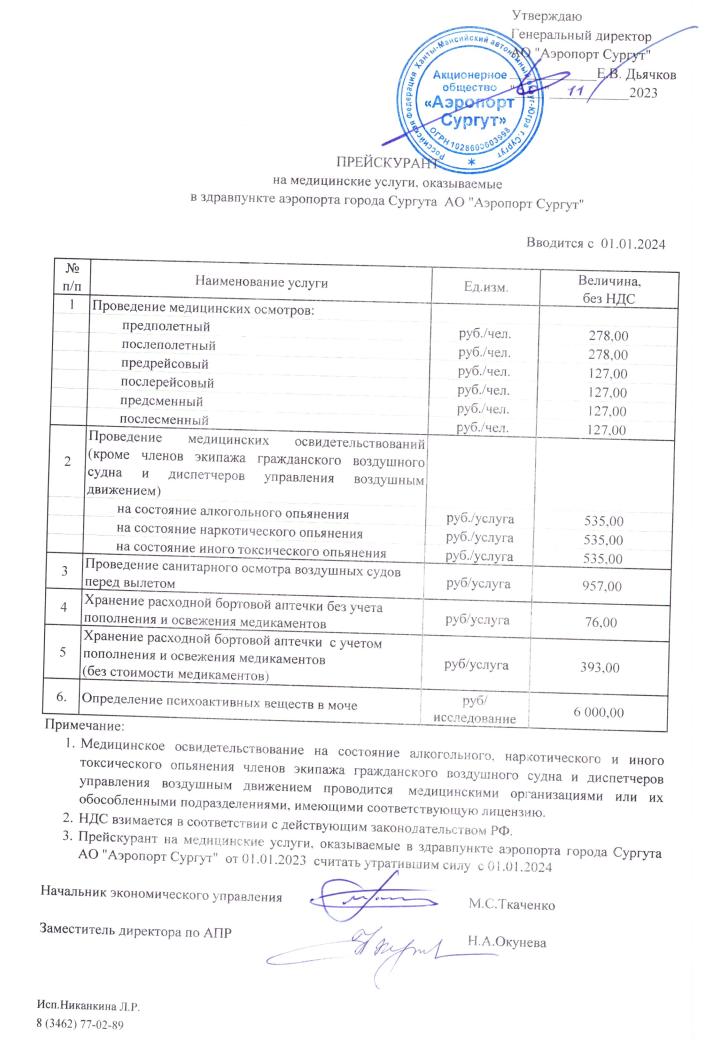 Утверждаю
Генеральный директор
АО "Аэропорт Сургут"
____________Е.В. Дьячков
" " 11 ___________2023
Российская Федерация Ханты-Мансийский автономный округ-Югра г.Сургут
Акционерное
общество
«Аэропорт
Сургут»
ОГРН 1028600603998
ПРЕЙСКУРАНТ
на медицинские услуги, оказываемые
в здравпункте аэропорта города Сургута АО "Аэропорт Сургут"
Вводится с 01.01.2024
№ п/п Наименование услуги Ед.изм. Величина, без НДС
1 Проведение медицинских осмотров:
предполетный руб./чел. 278,00
послеполетный руб./чел. 278,00
предрейсовый руб./чел. 127,00
послерейсовый руб./чел. 127,00
предсменный руб./чел. 127,00
послесменный руб./чел. 127,00
2 Проведение медицинских освидетельствований
(кроме членов экипажа гражданского воздушного
судна и диспетчеров управления воздушным
движением)
на состояние алкогольного опьянения руб./услуга 535,00
на состояние наркотического опьянения руб./услуга 535,00
на состояние иного токсического опьянения руб./услуга 535,00
3 Проведение санитарного осмотра воздушных судов
перед вылетом руб/услуга 957,00
4 Хранение расходной бортовой аптечки без учета
пополнения и освежения медикаментов руб/услуга 76,00
5 Хранение расходной бортовой аптечки с учетом
пополнения и освежения медикаментов руб/услуга 393,00
(без стоимости медикаментов)
6. Определение психоактивных веществ в моче руб/ исследование 6 000,00
Примечание:
1. Медицинское освидетельствование на состояние алкогольного, наркотического и иного
токсического опьянения членов экипажа гражданского воздушного судна и диспетчеров
управления воздушным движением проводится медицинскими организациями или их
обособленными подразделениями, имеющими соответствующую лицензию.
2. НДС взимается в соответствии с действующим законодательством РФ.
3. Прейскурант на медицинские услуги, оказываемые в здравпункте аэропорта города Сургута
АО "Аэропорт Сургут" от 01.01.2023 считать утратившим силу с 01.01.2024
Начальник экономического управления М.С.Ткаченко
Заместитель директора по АПР Н.А.Окунева
Исп.Никанкина Л.Р.
8 (3462) 77-02-89